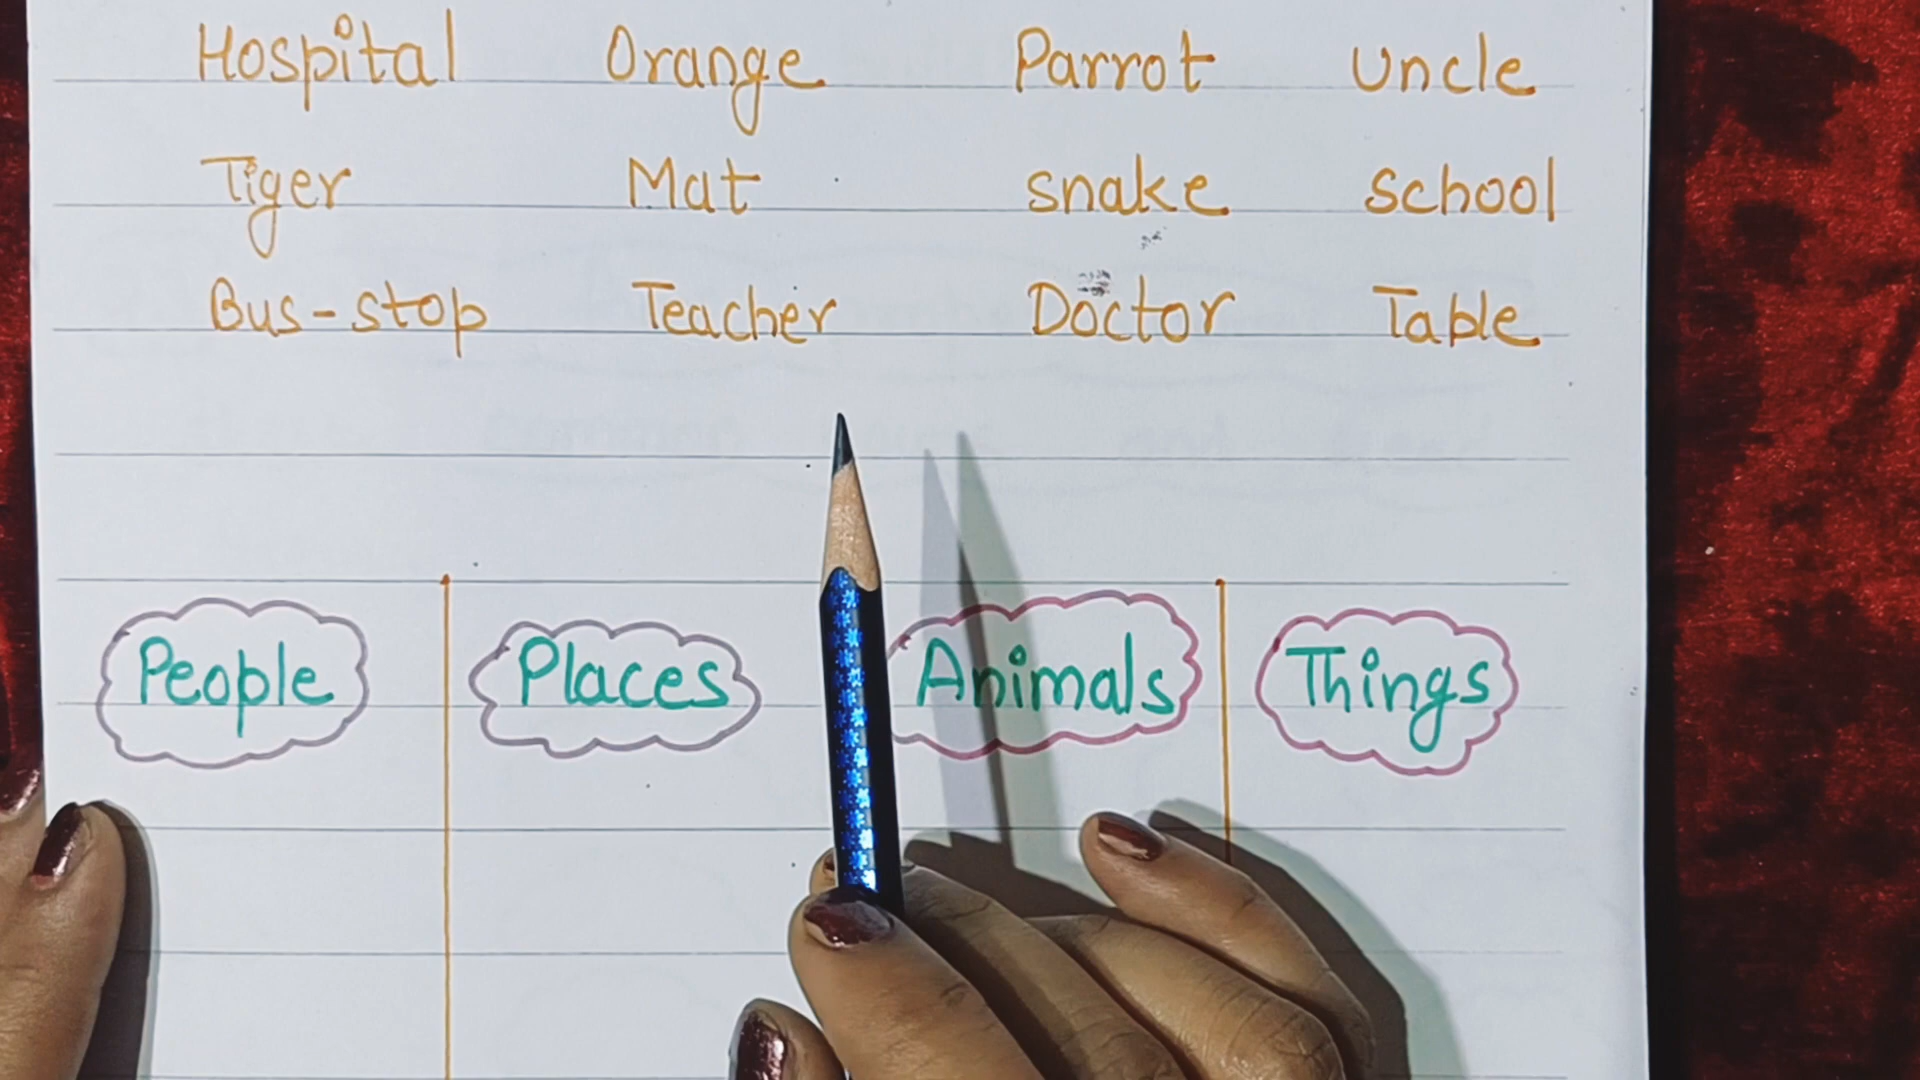 Hospital Orange Parrot Uncle
Tiger Mat snake school
Bus-stop Teacher Doctor Table
People Places Animals Things